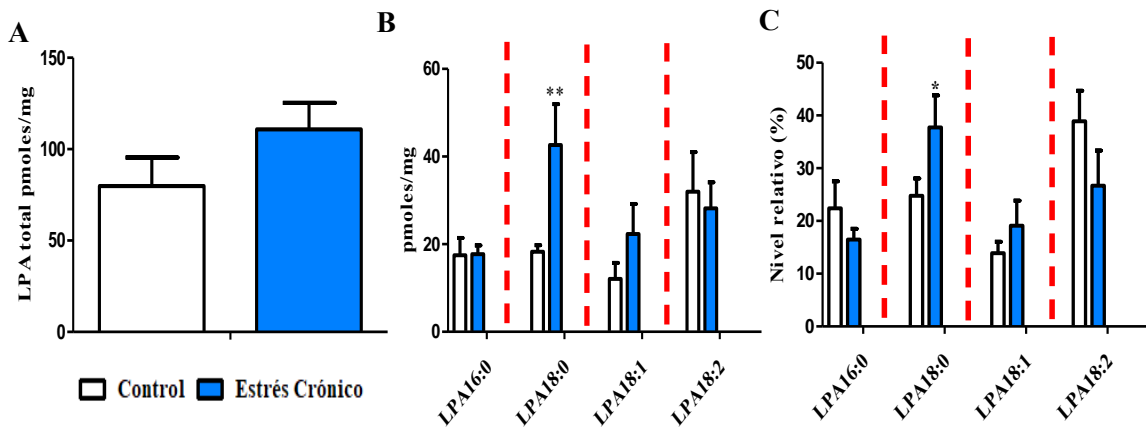 A
LPA total pmoles/mg
150
100
50
0
Control
Estrés Crónico
B
pmoles/mg
60
40
20
0
**
LPA16:0
LPA18:0
LPA18:1
LPA18:2
C
Nivel relativo (%)
50
40
30
20
10
0
*
LPA16:0
LPA18:0
LPA18:1
LPA18:2